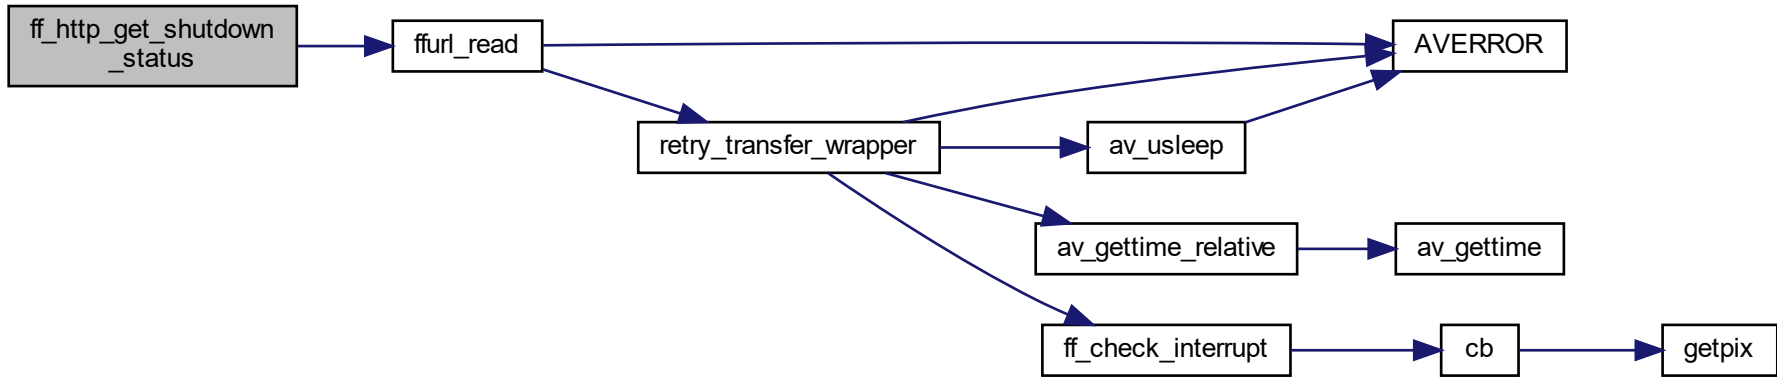 ff_http_get_shutdown
_status
ffurl_read
AVERROR
retry_transfer_wrapper
av_usleep
av_gettime_relative
av_gettime
ff_check_interrupt
cb
getpix